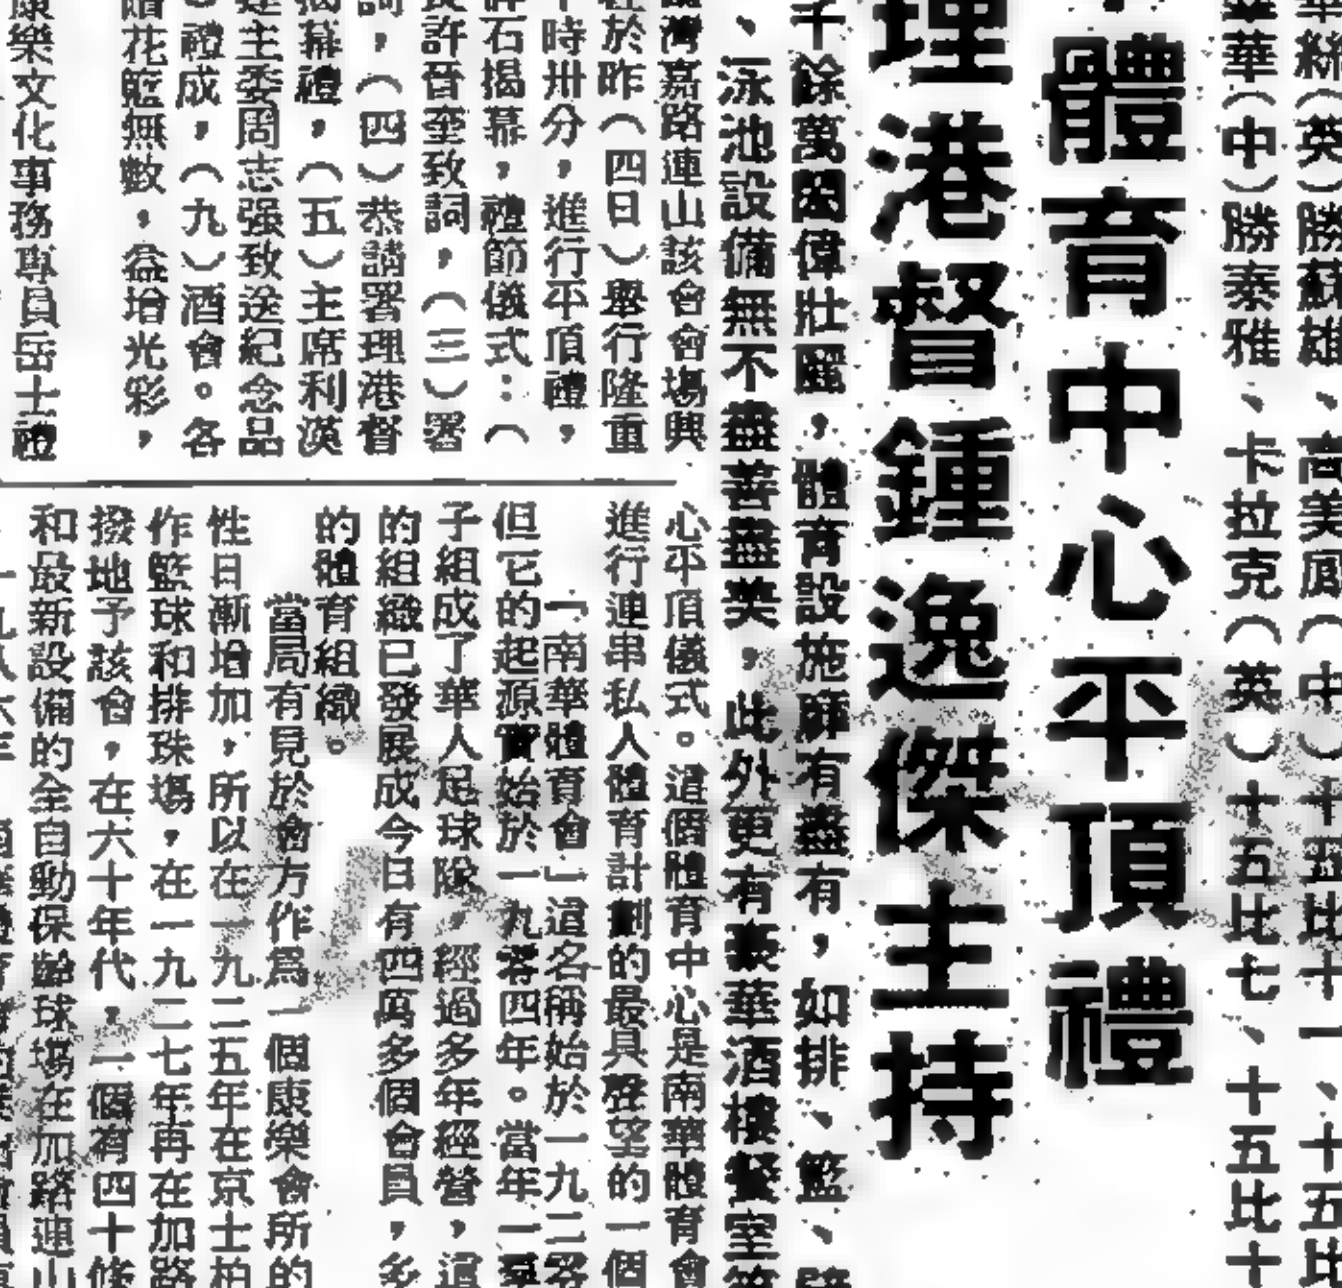 華統（英）勝蘇雄、高美威（中）十五比十一、十五比
華（中）勝泰雅、卡拉克（英）十五比七、十五比十
體育中心平頂禮
理港督鍾逸傑主持
千餘萬閎偉壯麗，體育設施靡有盡有，如排、籃、
、泳池設備無不盡善盡美，此外更有豪華酒樓餐室
灣嘉路連山該會會場興
在於昨（四日）舉行隆重
時卅分，進行平頂禮，
石揭幕，禮節儀式：（
長許晉奎致詞，（三）署
詞，（四）恭請署理港督
揭幕禮，（五）主席利漢
建主委周志强致送紀念品
禮成，（九）酒會。各
贈花籃無數，益增光彩，
康樂文化事務專員岳士禮
心平頂儀式。這個體育中心是南華體育會
進行連串私人體育計劃的最具聲望的一個
「南華體育會」這名稱始於一九二零
但它的起源實始於一九零四年。當年一羣
子組成了華人足球隊，經過多年經營，這
的組織已發展成今日有四萬多個會員，多
的體育組織。
當局有見於會方作爲一個康樂會所的
性日漸增加，所以在一九二五年在京士柏
作籃球和排珠塲，在一九二七年再在加路
撥地予該會，在六十年代，一個有四十條
和最新設備的全自動保齡球塲在加路連山